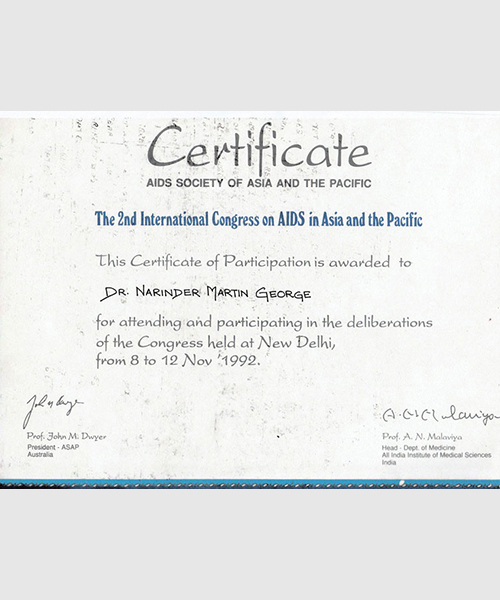 Certificate
AIDS SOCIETY OF ASIA AND THE PACIFIC
The 2nd International Congress on AIDS in Asia and the Pacific
This Certificate of Participation is awarded to
DR. NARINDER MARTIN GEORGE
for attending and participating in the deliberations
of the Congress held at New Delhi,
from 8 to 12 Nov '1992.
John M Dwyer
Prof. John M. Dwyer
President - ASAP
Australia
A. N. Malaviya
Prof. A. N. Malaviya
Head - Dept. of Medicine
All India Institute of Medical Sciences
India